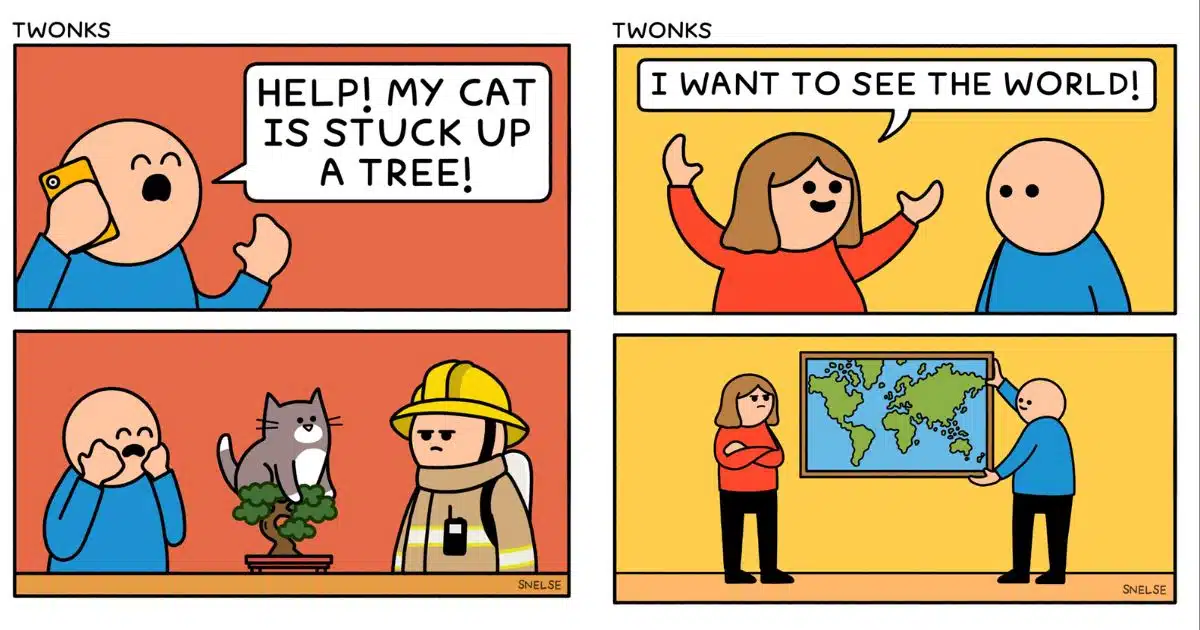 TWONKS
HELP! MY CAT
IS STUCK UP
A TREE!
SNELSE
TWONKS
I WANT TO SEE THE WORLD!
SNELSE